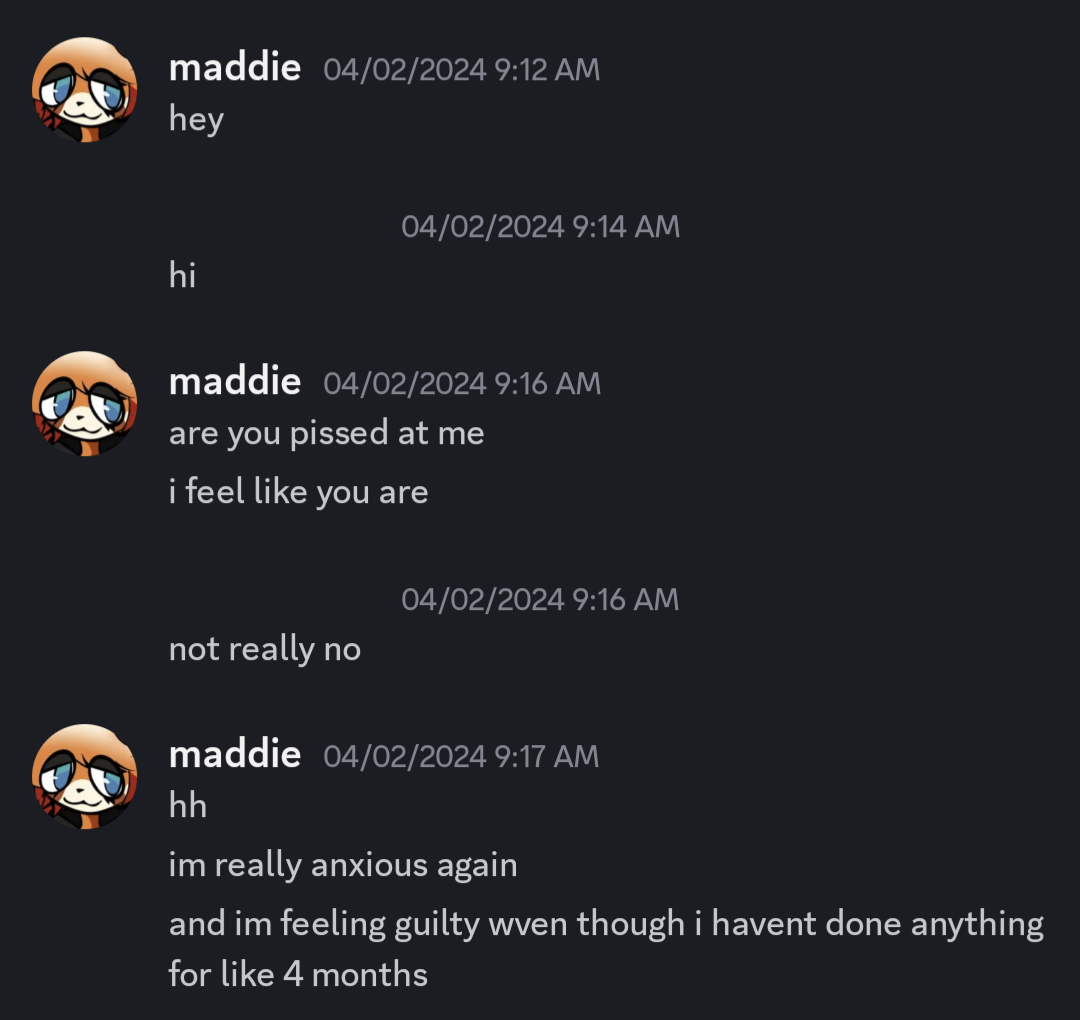 maddie 04/02/2024 9:12 AM
hey
04/02/2024 9:14 AM
hi
maddie 04/02/2024 9:16 AM
are you pissed at me
i feel like you are
04/02/2024 9:16 AM
not really no
maddie 04/02/2024 9:17 AM
hh
im really anxious again
and im feeling guilty wven though i havent done anything
for like 4 months